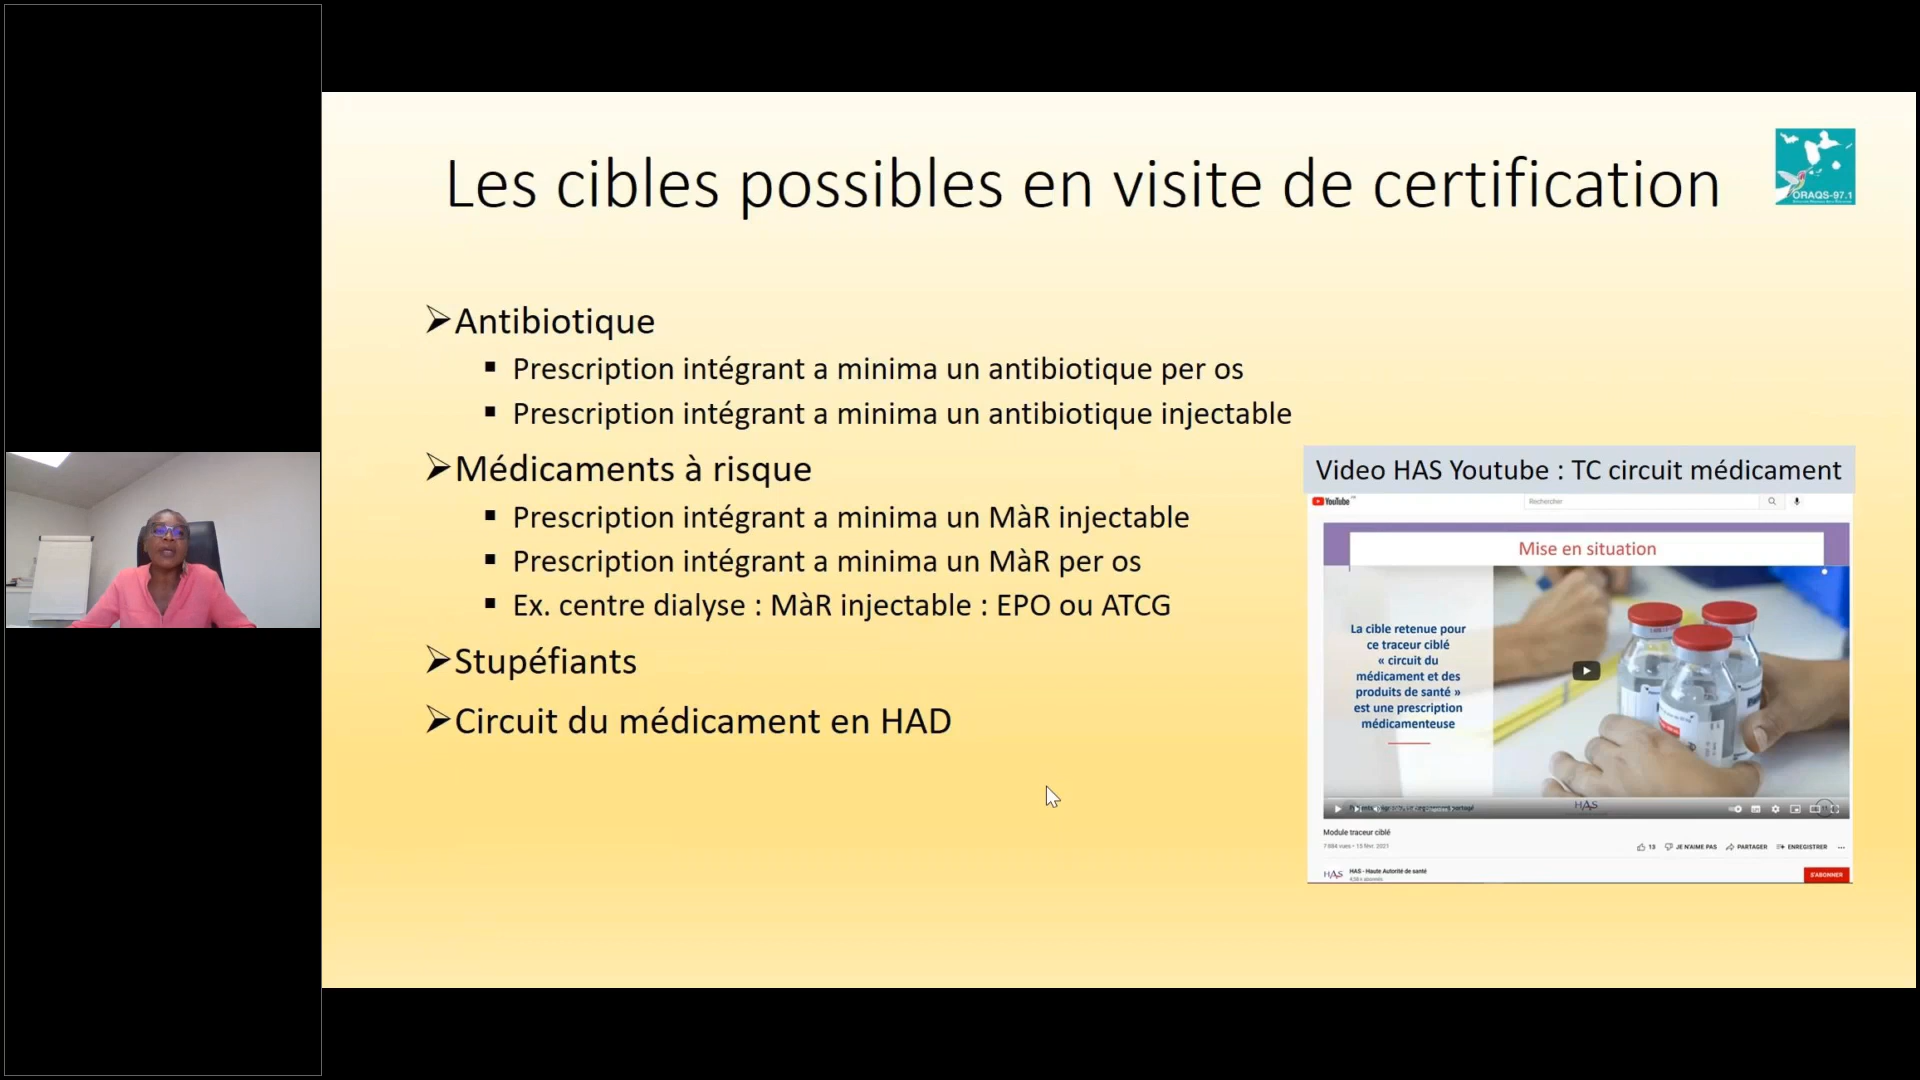 Les cibles possibles en visite de certification
ORAQS-97.1
Antibiotique
Prescription intégrant a minima un antibiotique per os
Prescription intégrant a minima un antibiotique injectable
Médicaments à risque
Prescription intégrant a minima un MàR injectable
Prescription intégrant a minima un MàR per os
Ex. centre dialyse : MàR injectable : EPO ou ATCG
Stupéfiants
Circuit du médicament en HAD
Video HAS Youtube : TC circuit médicament
YouTube
Rechercher
Mise en situation
La cible retenue pour
ce traceur ciblé
« circuit du
médicament et des
produits de santé »
est une prescription
médicamenteuse
HAS
Module traceur ciblé
13 JE N'AIME PAS PARTAGER ENREGISTRER ...
HAS HAS - Haute Autorité de santé
S'ABONNER